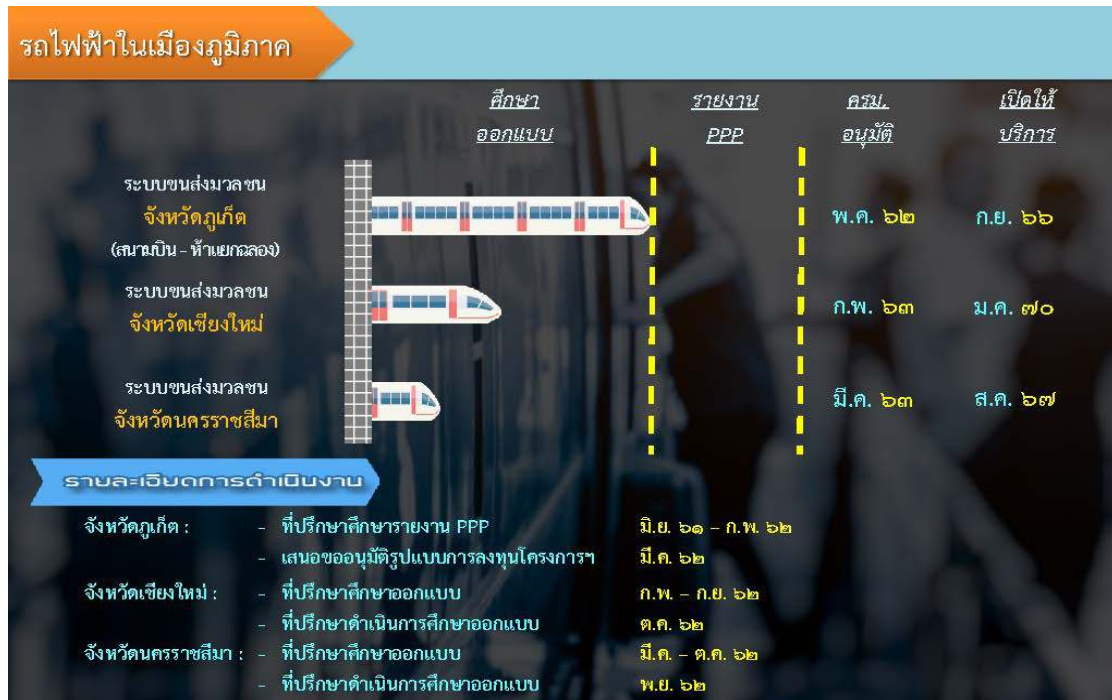 รถไฟฟ้าในเมืองภูมิภาค
ศึกษา
ออกแบบ
รายงาน
PPP
ครม.
อนุมัติ
เปิดให้
บริการ
ระบบขนส่งมวลชน
จังหวัดภูเก็ต
(สนามบิน - ห้าแยกฉลอง)
พ.ค. ๖๒
ก.ย. ๖๖
ระบบขนส่งมวลชน
จังหวัดเชียงใหม่
ก.พ. ๖๓
ม.ค. ๗๐
ระบบขนส่งมวลชน
จังหวัดนครราชสีมา
มี.ค. ๖๓
ส.ค. ๖๗
รายละเอียดการดำเนินงาน
จังหวัดภูเก็ต : - ที่ปรึกษาศึกษารายงาน PPP มิ.ย. ๖๑ – ก.พ. ๖๒
- เสนอขออนุมัติรูปแบบการลงทุนโครงการฯ มี.ค. ๖๒
จังหวัดเชียงใหม่ : - ที่ปรึกษาศึกษาออกแบบ ก.พ. – ก.ย. ๖๒
- ที่ปรึกษาดำเนินการศึกษาออกแบบ ต.ค. ๖๒
จังหวัดนครราชสีมา : - ที่ปรึกษาศึกษาออกแบบ มี.ค. – ต.ค. ๖๒
- ที่ปรึกษาดำเนินการศึกษาออกแบบ พ.ย. ๖๒